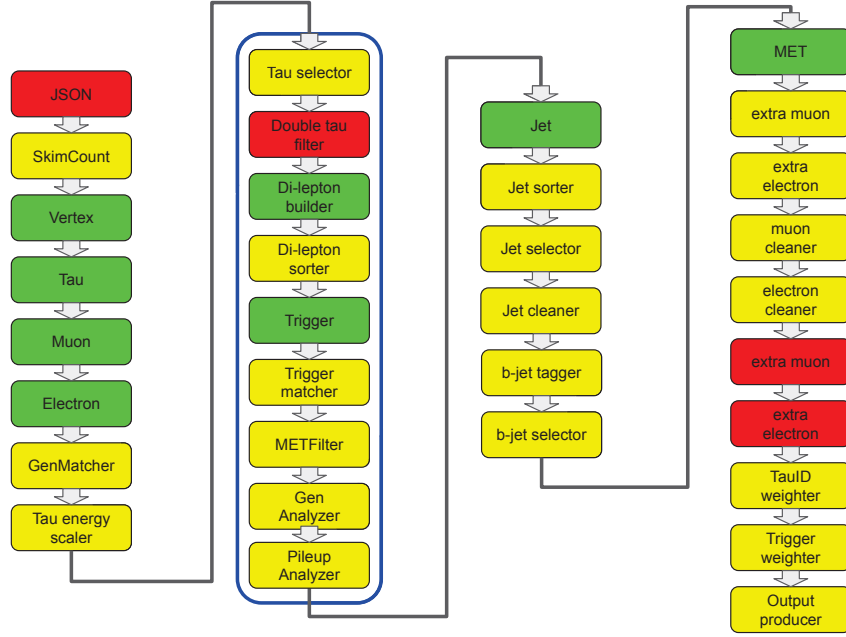 JSON
SkimCount
Vertex
Tau
Muon
Electron
GenMatcher
Tau energy
scaler
Tau selector
Double tau
filter
Di-lepton
builder
Di-lepton
sorter
Trigger
Trigger
matcher
METFilter
Gen
Analyzer
Pileup
Analyzer
Jet
Jet sorter
Jet selector
Jet cleaner
b-jet tagger
b-jet selector
MET
extra muon
extra
electron
muon
cleaner
electron
cleaner
extra muon
extra
electron
TauID
weighter
Trigger
weighter
Output
producer